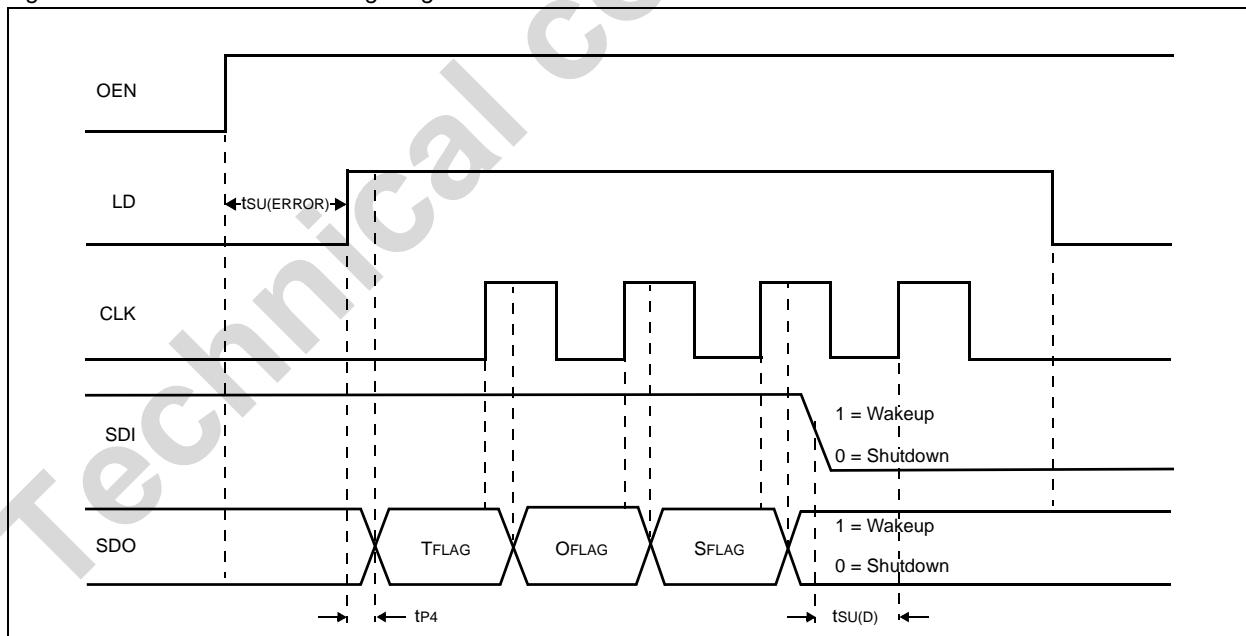 Technical co
OEN
LD
tSU(ERROR)
CLK
SDI
1 = Wakeup
0 = Shutdown
SDO
TFLAG
OFLAG
SFLAG
1 = Wakeup
0 = Shutdown
tP4
tSU(D)